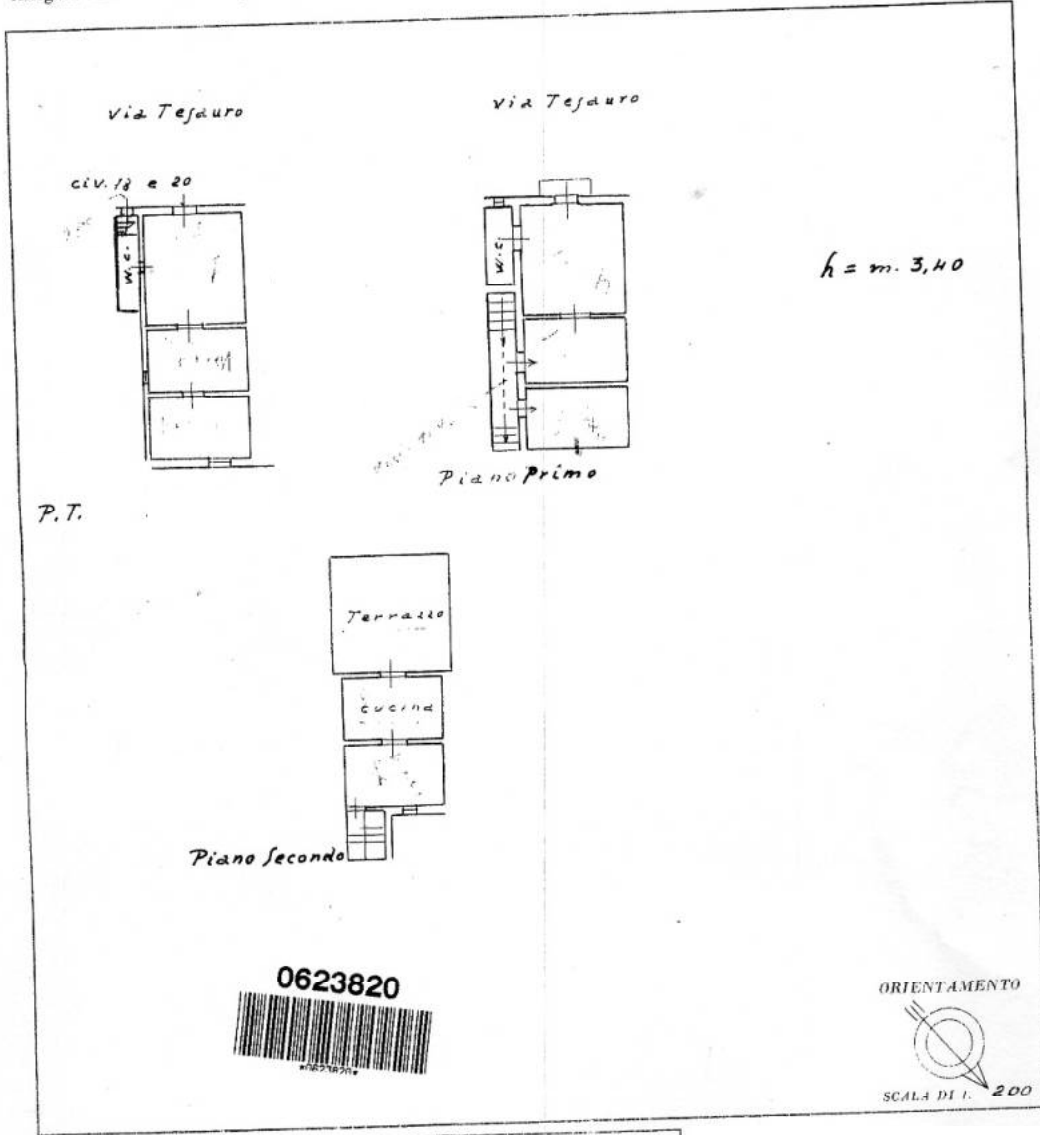 via Tesauro
via Tesauro
civ. 18 e 20
w.c.
w.c.
h = m. 3,40
Piano Primo
P.T.
Terrazzo
cucina
Piano Secondo
0623820
*0623820*
ORIENTAMENTO
SCALA DI 1. 200